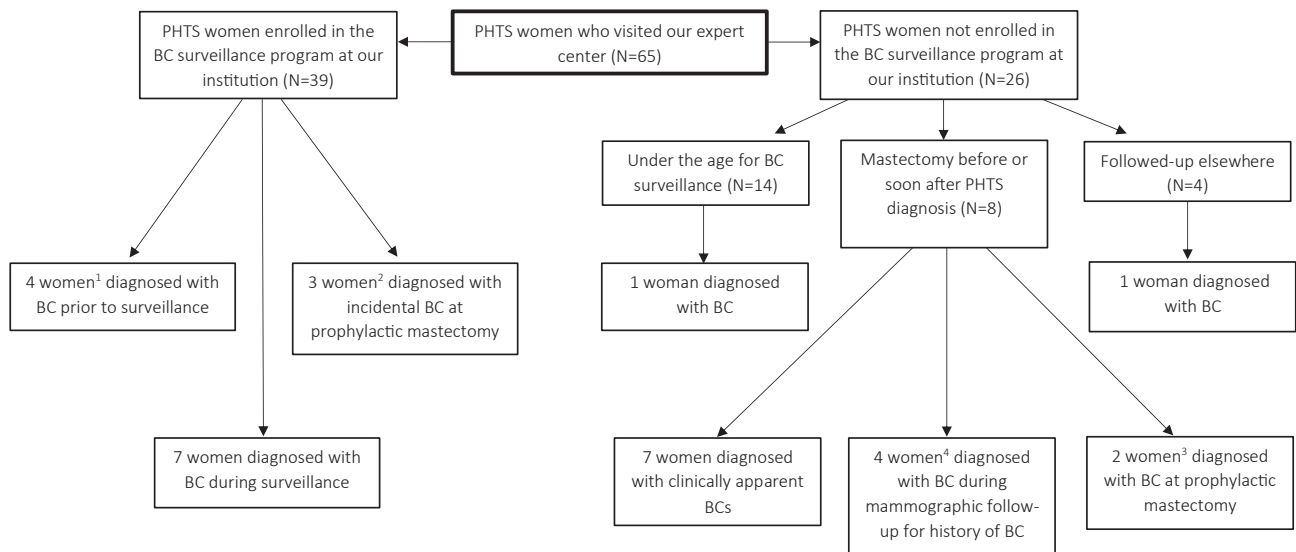 PHTS women enrolled in the
BC surveillance program at our
institution (N=39)
PHTS women who visited our expert
center (N=65)
PHTS women not enrolled in
the BC surveillance program at
our institution (N=26)
Under the age for BC
surveillance (N=14)
Mastectomy before or
soon after PHTS
diagnosis (N=8)
Followed-up elsewhere
(N=4)
4 women¹ diagnosed with
BC prior to surveillance
3 women² diagnosed with
incidental BC at
prophylactic mastectomy
1 woman diagnosed
with BC
1 woman diagnosed
with BC
7 women diagnosed with
BC during surveillance
7 women diagnosed
with clinically apparent
BCs
4 women⁴ diagnosed
with BC during
mammographic follow-
up for history of BC
2 women³ diagnosed
with BC at prophylactic
mastectomy